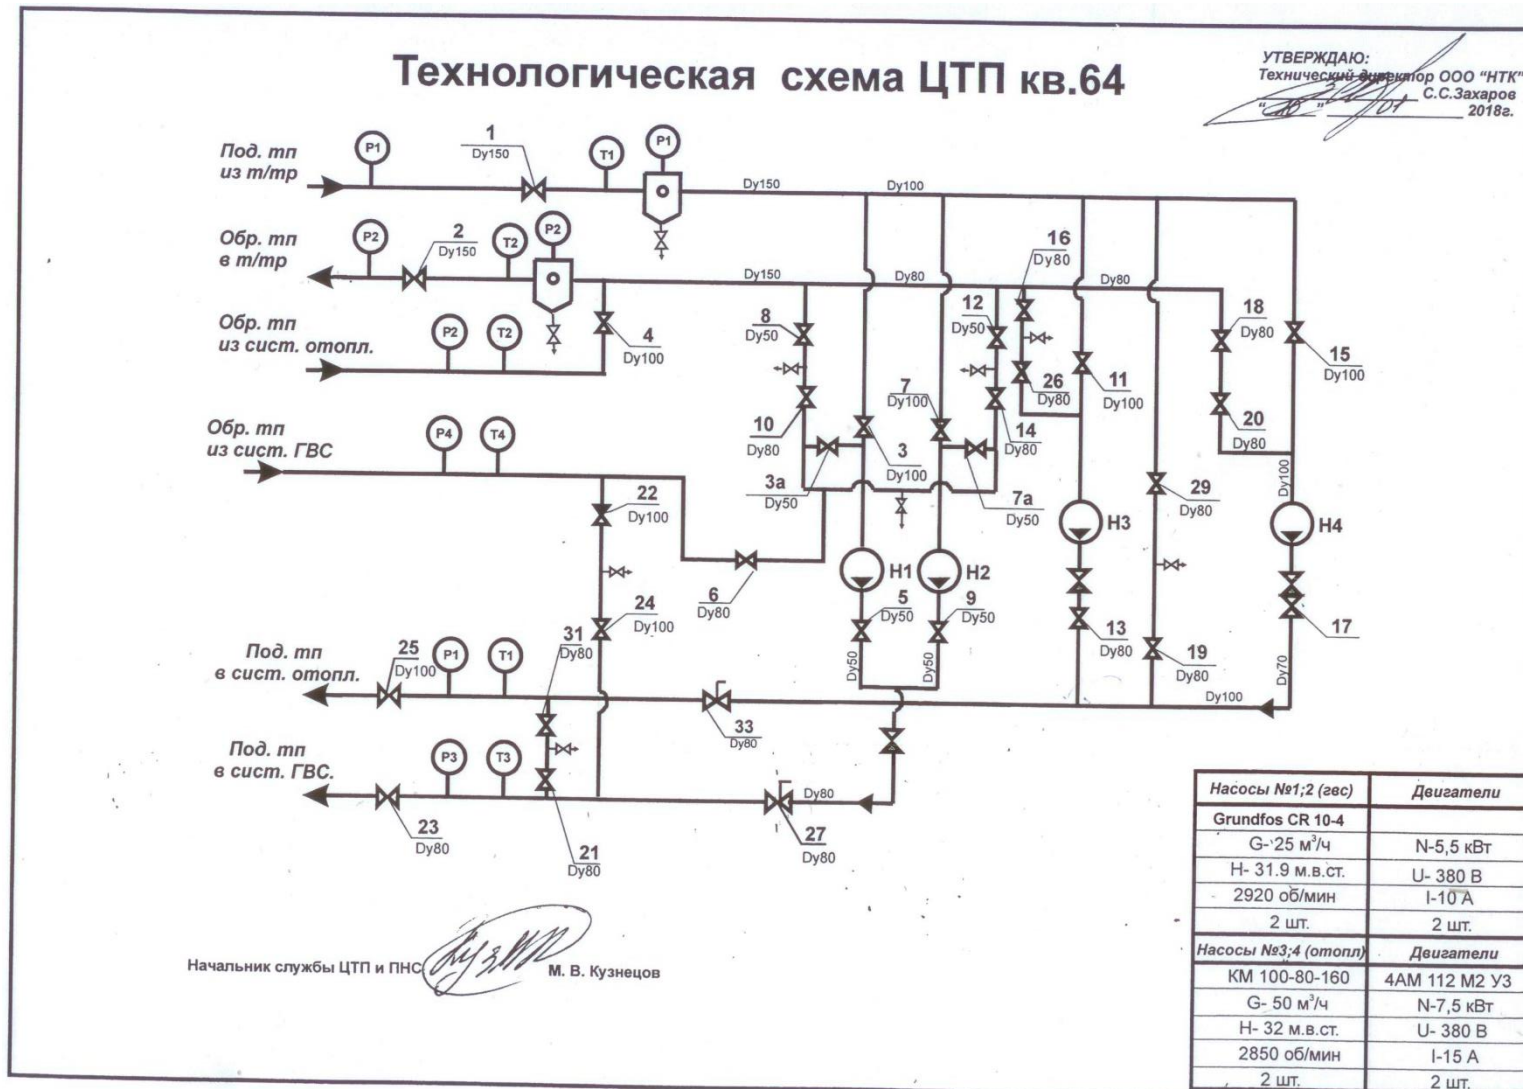 Технологическая схема ЦТП кв.64
УТВЕРЖДАЮ:
Технический директор ООО "НТК"
С.С.Захаров
2018г.
Под. тп
из т/тр
P1
1
Dy150
T1
P1
Dy150
Dy100
Обр. тп
в т/тр
P2
2
Dy150
T2
P2
Dy150
Dy80
16
Dy80
Dy80
Обр. тп
из сист. отопл.
P2
T2
4
Dy100
8
Dy50
12
Dy50
18
Dy80
15
Dy100
7
Dy100
26
Dy80
11
Dy100
Обр. тп
из сист. ГВС
P4
T4
10
Dy80
3
Dy100
14
Dy80
20
Dy80
3а
Dy50
7а
Dy50
29
Dy80
Dy100
22
Dy100
Н3
Н4
6
Dy80
Н1
Н2
24
Dy100
5
Dy50
9
Dy50
13
Dy80
17
Под. тп
в сист. отопл.
25
Dy100
P1
T1
31
Dy80
Dy50
Dy50
19
Dy80
Dy70
Dy100
33
Dy80
Под. тп
в сист. ГВС.
P3
T3
Dy80
23
Dy80
21
Dy80
27
Dy80
Насосы №1;2 (гвс) Двигатели
Grundfos CR 10-4
G- 25 м³/ч N-5,5 кВт
Н- 31.9 м.в.ст. U- 380 В
2920 об/мин I-10 А
2 шт. 2 шт.
Насосы №3;4 (отопл) Двигатели
КМ 100-80-160 4АМ 112 М2 У3
G- 50 м³/ч N-7,5 кВт
Н- 32 м.в.ст. U- 380 В
2850 об/мин I-15 А
2 шт. 2 шт.
Начальник службы ЦТП и ПНС М. В. Кузнецов